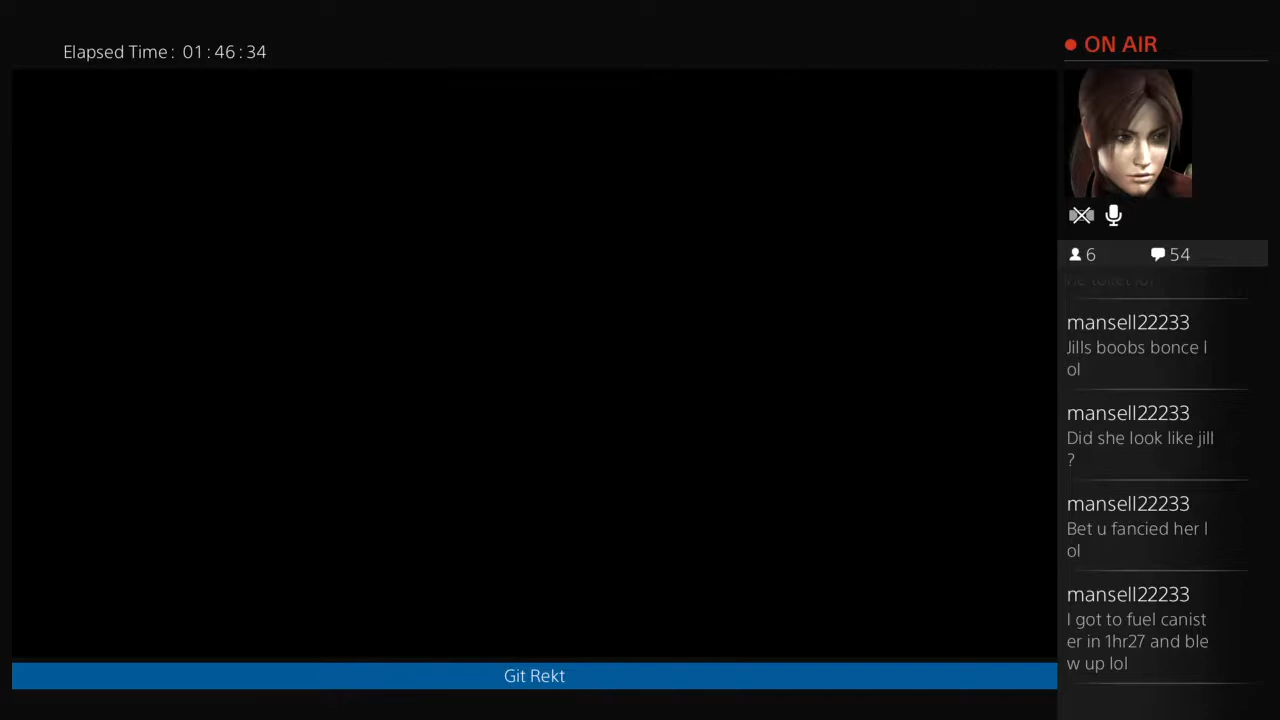 Elapsed Time: 01:46:34
ON AIR
6 54
mansell22233
Jills boobs bonce l
ol
mansell22233
Did she look like jill
?
mansell22233
Bet u fancied her l
ol
mansell22233
I got to fuel canist
er in 1hr27 and ble
w up lol
Git Rekt